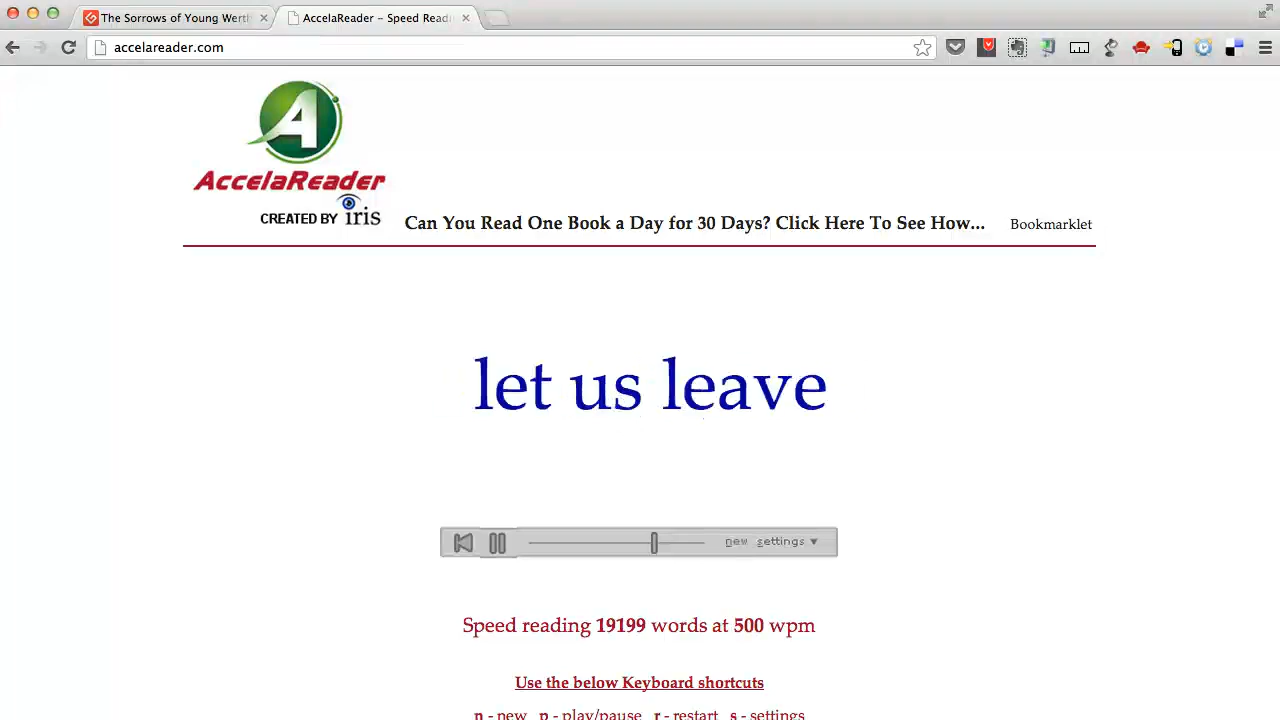 The Sorrows of Young Wert
AccelaReader - Speed Readi
accelareader.com
A
AccelaReader
CREATED BY iris
Can You Read One Book a Day for 30 Days? Click Here To See How...
Bookmarklet
let us leave
new settings ▼
Speed reading 19199 words at 500 wpm
Use the below Keyboard shortcuts
n - new p - play/pause r - restart s - settings